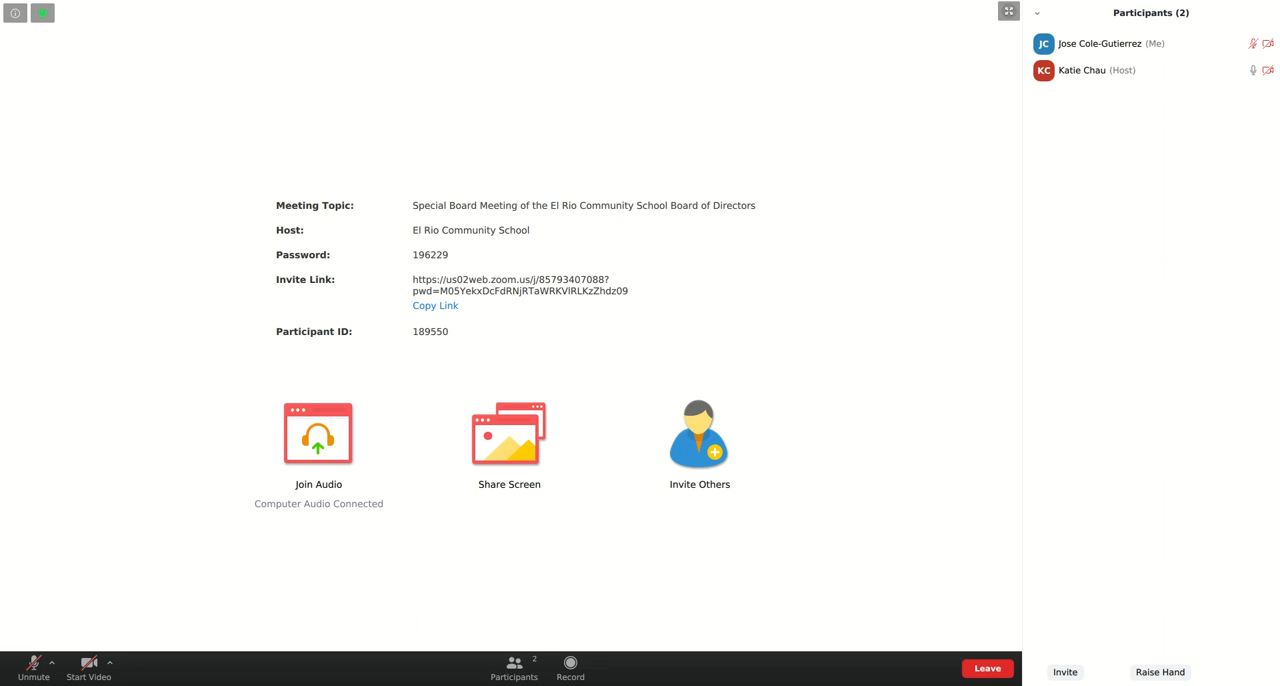 Participants (2)
JC Jose Cole-Gutierrez (Me)
KC Katie Chau (Host)
Meeting Topic: Special Board Meeting of the El Rio Community School Board of Directors
Host: El Rio Community School
Password: 196229
Invite Link: https://us02web.zoom.us/j/85793407088?
pwd=M05YekxDcFdRNjRTaWRKVlRLKzZhdz09
Copy Link
Participant ID: 189550
Join Audio Share Screen Invite Others
Computer Audio Connected
Unmute Start Video Participants 2 Record Leave
Invite Raise Hand